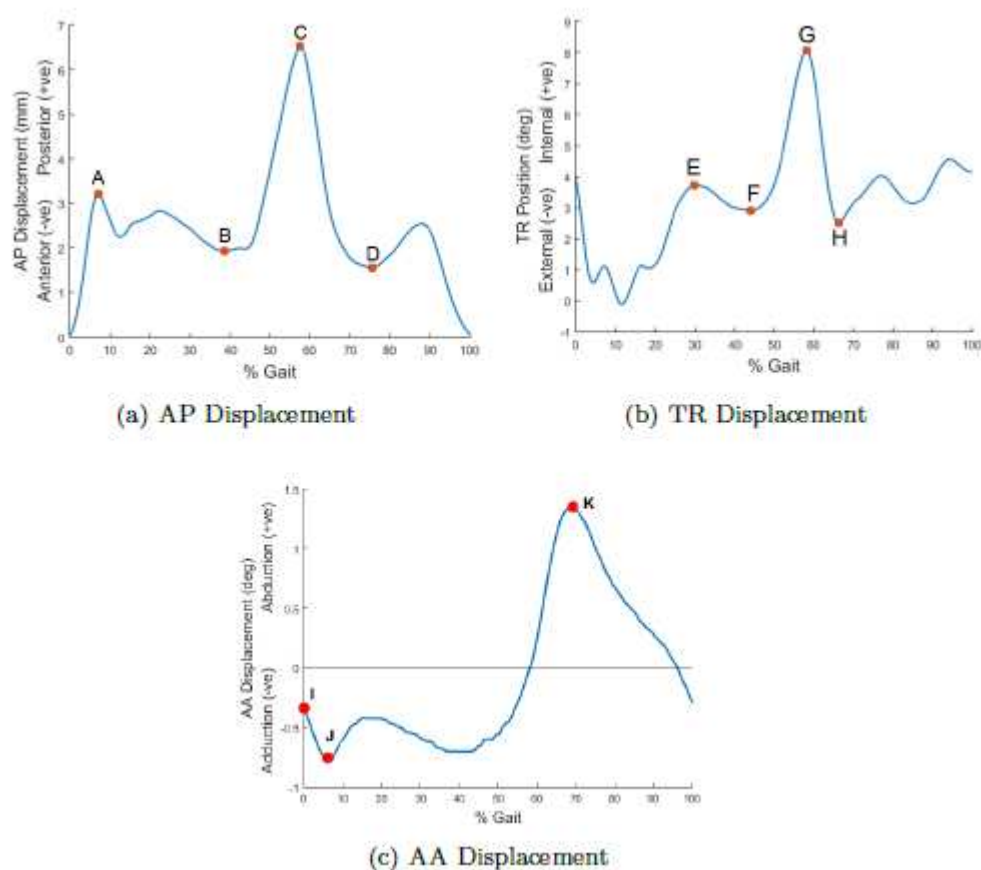 AP Displacement (mm)
Anterior (-ve) Posterior (+ve)
7
6
5
4
3
2
1
0
A
B
C
D
0 10 20 30 40 50 60 70 80 90 100
% Gait
(a) AP Displacement
TR Position (deg)
External (-ve) Internal (+ve)
9
8
7
6
5
4
3
2
1
0
-1
E
F
G
H
0 10 20 30 40 50 60 70 80 90 100
% Gait
(b) TR Displacement
AA Displacement (deg)
Adduction (-ve) Abduction (+ve)
1.5
1
0.5
0
-0.5
-1
I
J
K
0 10 20 30 40 50 60 70 80 90 100
% Gait
(c) AA Displacement